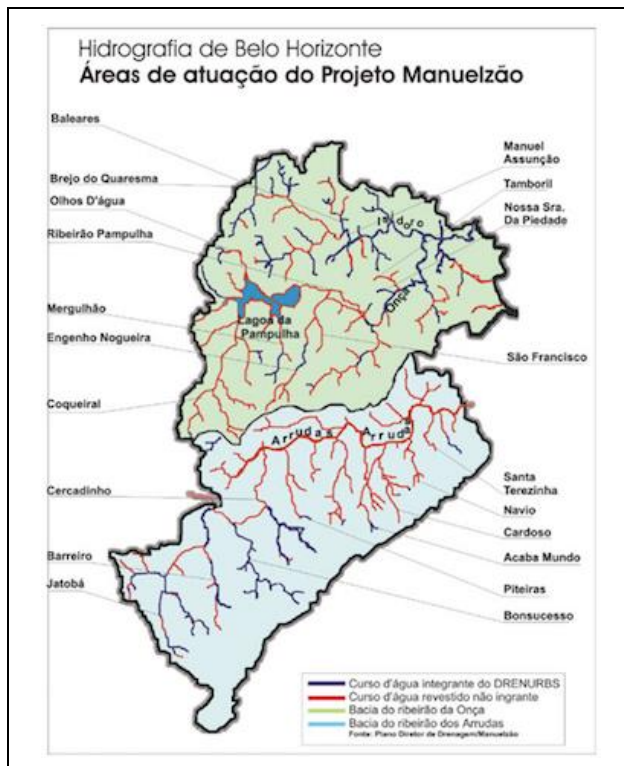 Hidrografia de Belo Horizonte
Áreas de atuação do Projeto Manuelzão
Baleares
Brejo do Quaresma
Olhos D'água
Ribeirão Pampulha
Mergulhão
Engenho Nogueira
Coqueiral
Cercadinho
Barreiro
Jatobá
Manuel
Assunção
Tamboril
Nossa Sra.
Da Piedade
São Francisco
Santa
Terezinha
Navio
Cardoso
Acaba Mundo
Piteiras
Bonsucesso
Isidoro
Onça
Lagoa da
Pampulha
Arrudas
Arrudas
Curso d'água integrante do DRENURBS
Curso d'água revestido não ingrante
Bacia do ribeirão da Onça
Bacia do ribeirão dos Arrudas
Fonte: Plano Diretor de Drenagem/Manuelzão